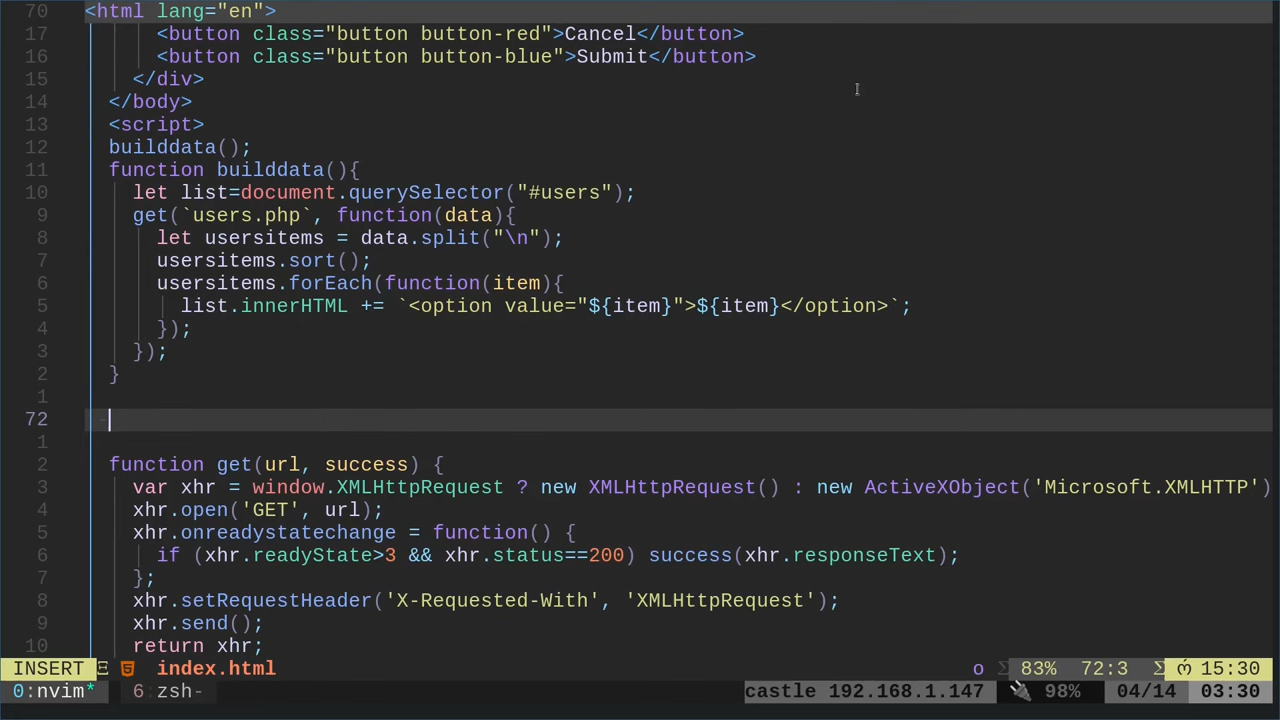 70 <html lang="en">
17 <button class="button button-red">Cancel</button>
16 <button class="button button-blue">Submit</button>
15 </div>
14 </body>
13 <script>
12 builddata();
11 function builddata(){
10 let list=document.querySelector("#users");
9 get(`users.php`, function(data){
8 let usersitems = data.split("\n");
7 usersitems.sort();
6 usersitems.forEach(function(item){
5 list.innerHTML += `<option value="${item}">${item}</option>`;
4 });
3 });
2 }
1
72
1
2 function get(url, success) {
3 var xhr = window.XMLHttpRequest ? new XMLHttpRequest() : new ActiveXObject('Microsoft.XMLHTTP')
4 xhr.open('GET', url);
5 xhr.onreadystatechange = function() {
6 if (xhr.readyState>3 && xhr.status==200) success(xhr.responseText);
7 };
8 xhr.setRequestHeader('X-Requested-With', 'XMLHttpRequest');
9 xhr.send();
10 return xhr;
INSERT index.html o 83% 72:3 15:30
0:nvim* 6 zsh- castle 192.168.1.147 98% 04/14 03:30